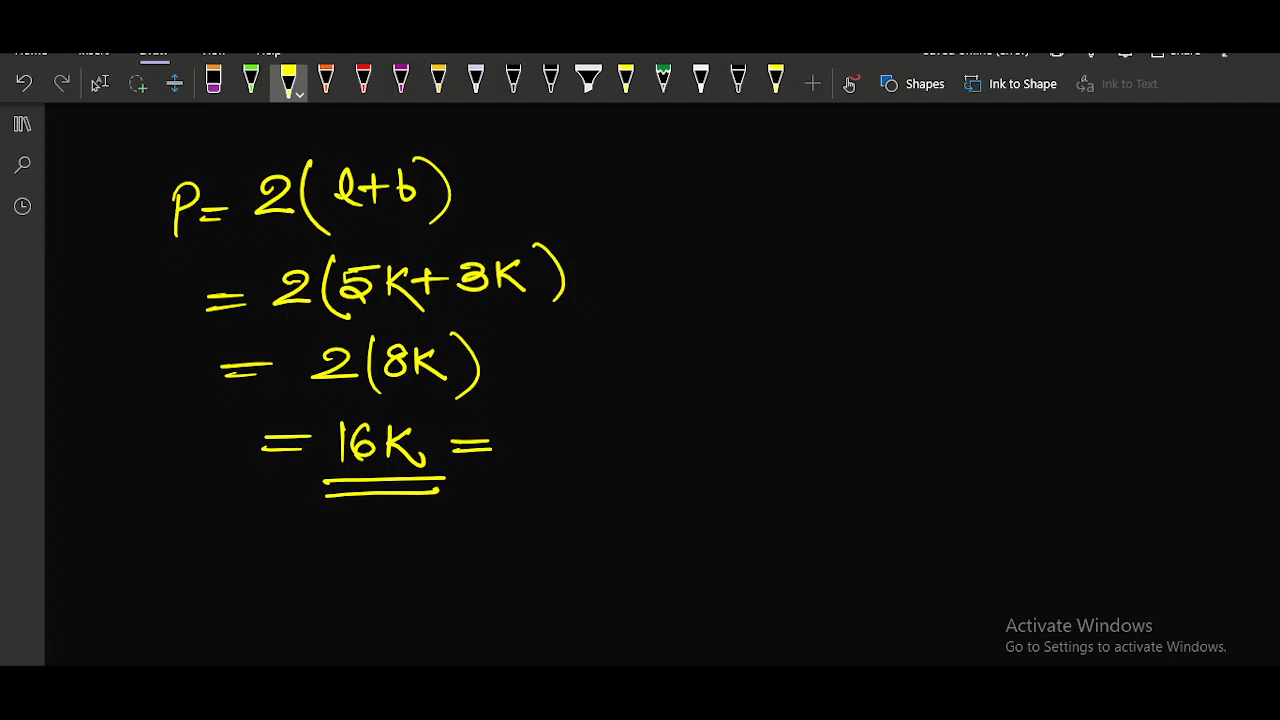 Shapes Ink to Shape Ink to Text
P = 2(l+b)
= 2(5K+3K)
= 2(8K)
= 16K =
Activate Windows
Go to Settings to activate Windows.